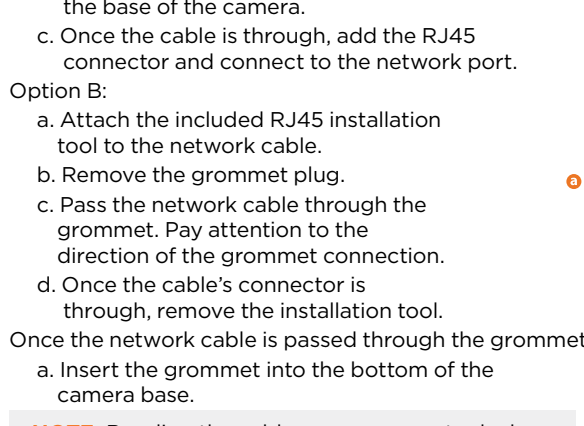 the base of the camera.
c. Once the cable is through, add the RJ45
connector and connect to the network port.
Option B:
a. Attach the included RJ45 installation
tool to the network cable.
b. Remove the grommet plug.
a
c. Pass the network cable through the
grommet. Pay attention to the
direction of the grommet connection.
d. Once the cable’s connector is
through, remove the installation tool.
Once the network cable is passed through the grommet
a. Insert the grommet into the bottom of the
camera base.